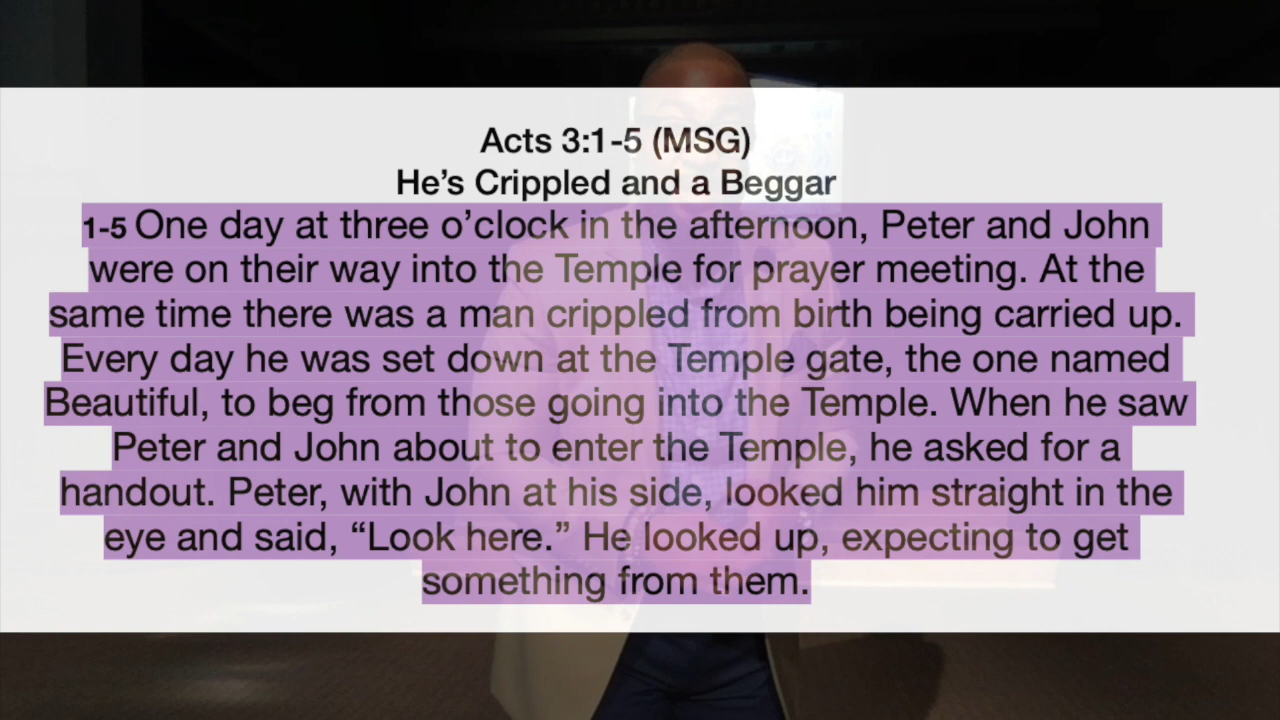 Acts 3:1-5 (MSG)
He’s Crippled and a Beggar
1-5 One day at three o’clock in the afternoon, Peter and John
were on their way into the Temple for prayer meeting. At the
same time there was a man crippled from birth being carried up.
Every day he was set down at the Temple gate, the one named
Beautiful, to beg from those going into the Temple. When he saw
Peter and John about to enter the Temple, he asked for a
handout. Peter, with John at his side, looked him straight in the
eye and said, “Look here.” He looked up, expecting to get
something from them.